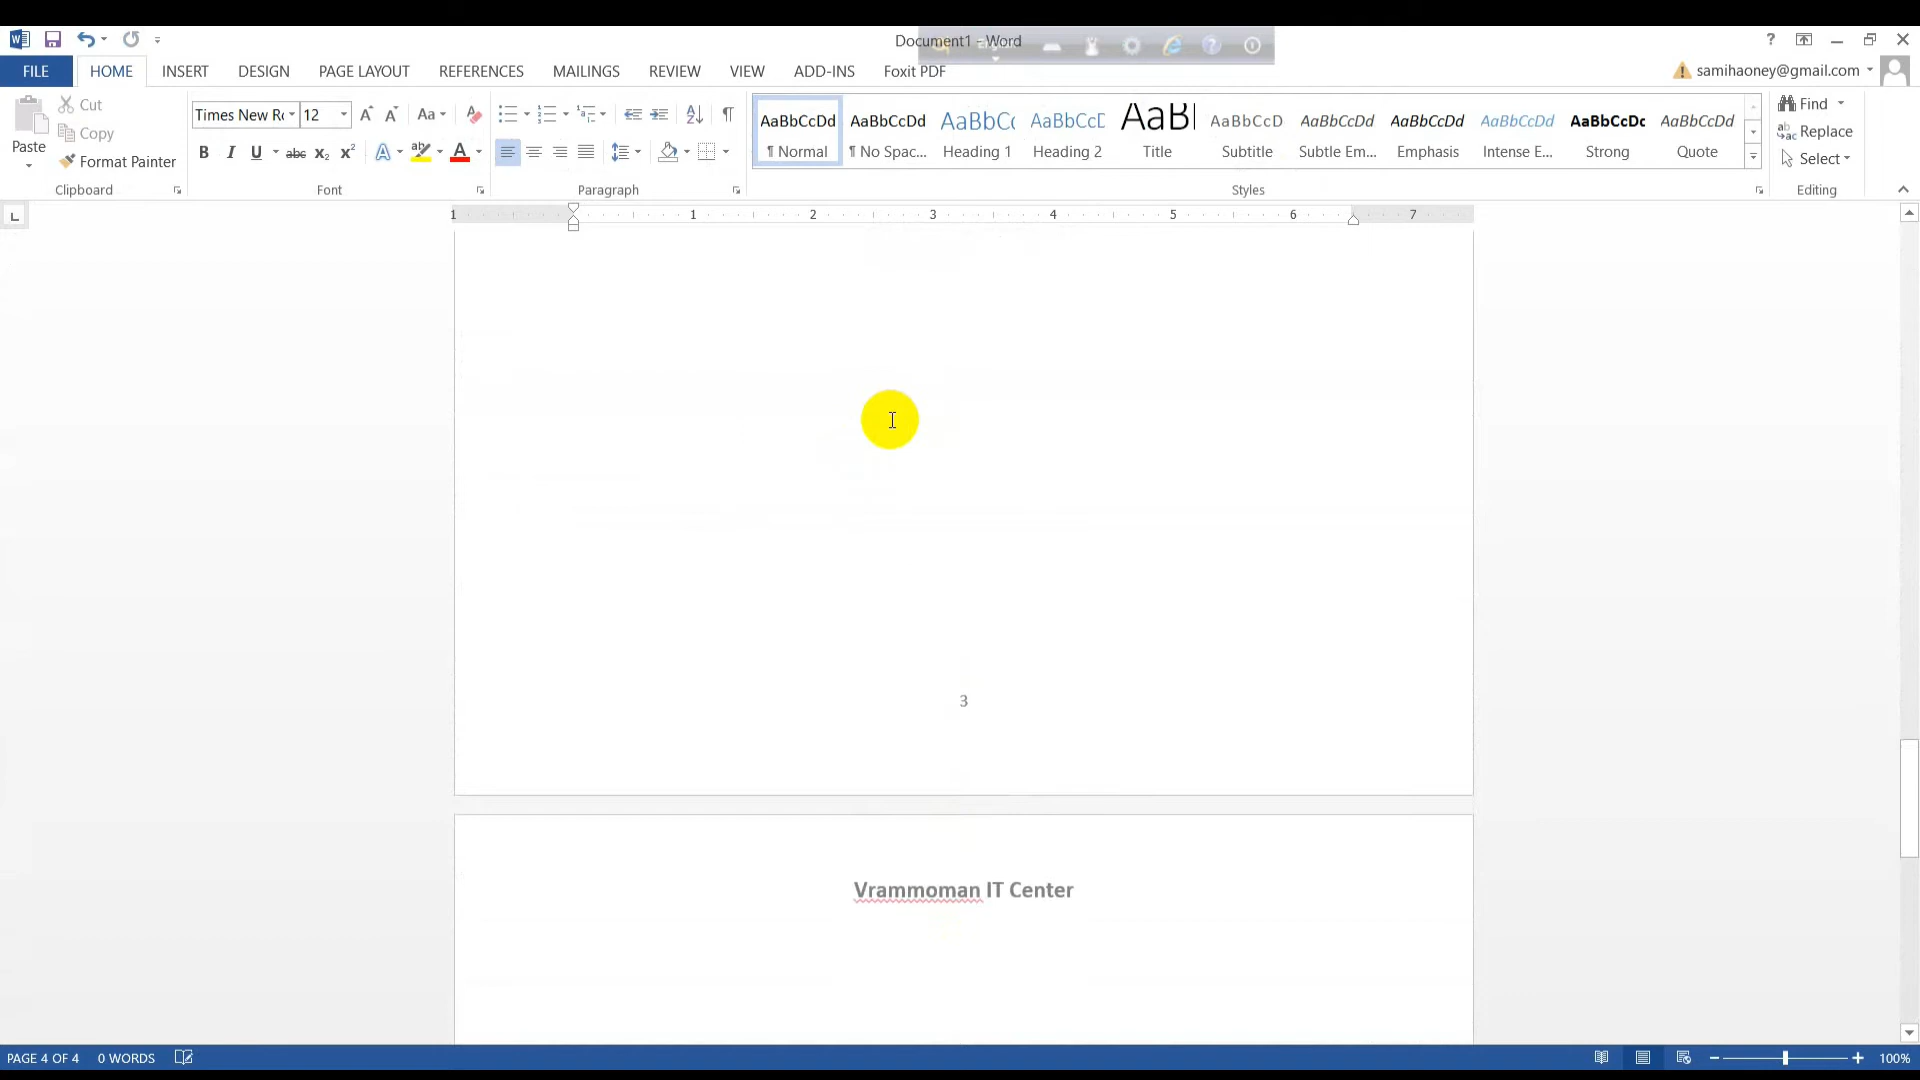 Document1 - Word
FILE
HOME
INSERT
DESIGN
PAGE LAYOUT
REFERENCES
MAILINGS
REVIEW
VIEW
ADD-INS
Foxit PDF
samihaoney@gmail.com
Paste
Cut
Copy
Format Painter
Clipboard
Times New R
12
Font
Paragraph
AaBbCcDd
¶ Normal
AaBbCcDd
¶ No Spac...
AaBbC
Heading 1
AaBbCc
Heading 2
AaB
Title
AaBbCcD
Subtitle
AaBbCcDd
Subtle Em...
AaBbCcDd
Emphasis
AaBbCcDd
Intense E...
AaBbCcDc
Strong
AaBbCcDd
Quote
Styles
Find
Replace
Select
Editing
1 1 2 3 4 5 6 7
3
Vrammoman IT Center
PAGE 4 OF 4 0 WORDS
100%